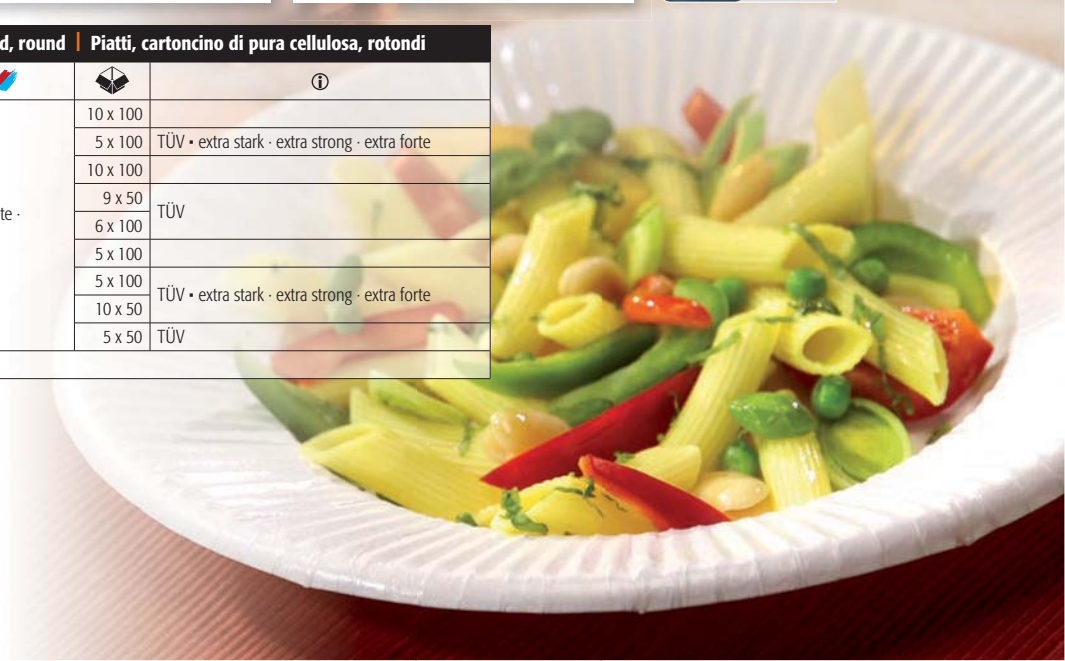 d, round | Piatti, cartoncino di pura cellulosa, rotondi
10 x 100
5 x 100 TÜV • extra stark · extra strong · extra forte
10 x 100
9 x 50
TÜV
te ·
6 x 100
5 x 100
5 x 100
TÜV • extra stark · extra strong · extra forte
10 x 50
5 x 50 TÜV